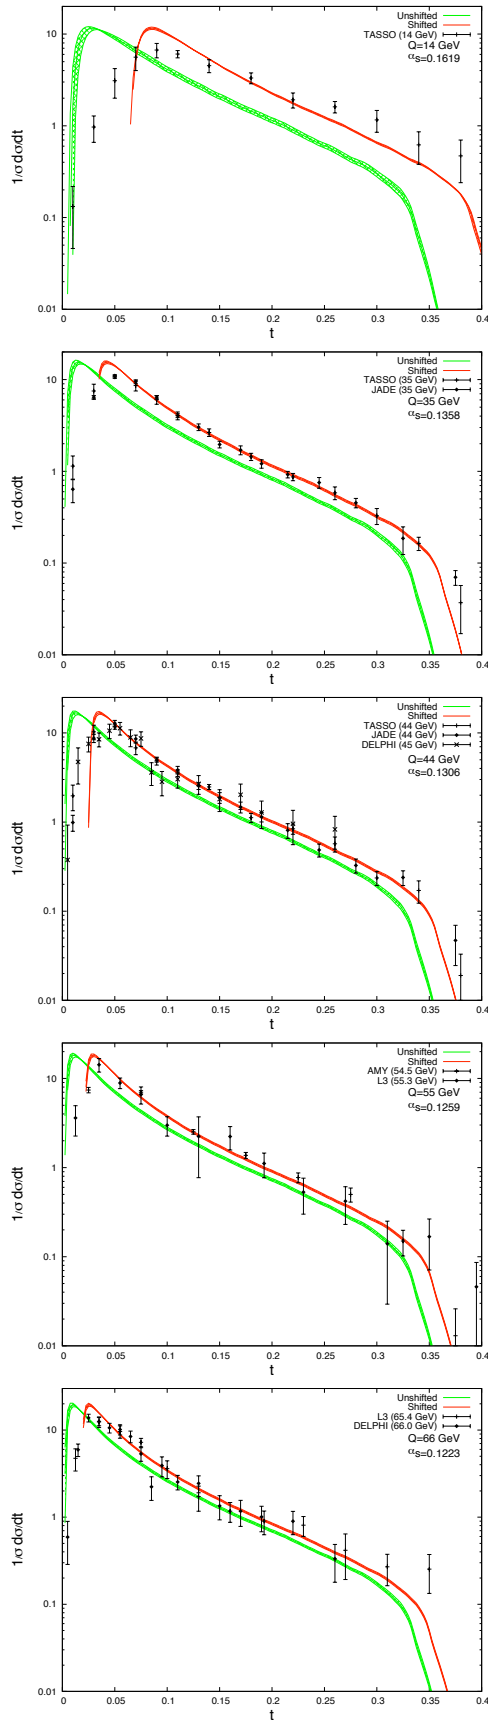 Unshifted
Shifted
TASSO (14 GeV)
Q=14 GeV
αs=0.1619
10
1
0.1
0.01
1/σ dσ/dt
0 0.05 0.1 0.15 0.2 0.25 0.3 0.35 0.4
t
Unshifted
Shifted
TASSO (35 GeV)
JADE (35 GeV)
Q=35 GeV
αs=0.1358
10
1
0.1
0.01
1/σ dσ/dt
0 0.05 0.1 0.15 0.2 0.25 0.3 0.35 0.4
t
Unshifted
Shifted
TASSO (44 GeV)
JADE (44 GeV)
DELPHI (45 GeV)
Q=44 GeV
αs=0.1306
10
1
0.1
0.01
1/σ dσ/dt
0 0.05 0.1 0.15 0.2 0.25 0.3 0.35 0.4
t
Unshifted
Shifted
AMY (54.5 GeV)
L3 (55.3 GeV)
Q=55 GeV
αs=0.1259
10
1
0.1
0.01
1/σ dσ/dt
0 0.05 0.1 0.15 0.2 0.25 0.3 0.35 0.4
t
Unshifted
Shifted
L3 (65.4 GeV)
DELPHI (66.0 GeV)
Q=66 GeV
αs=0.1223
10
1
0.1
0.01
1/σ dσ/dt
0 0.05 0.1 0.15 0.2 0.25 0.3 0.35 0.4
t